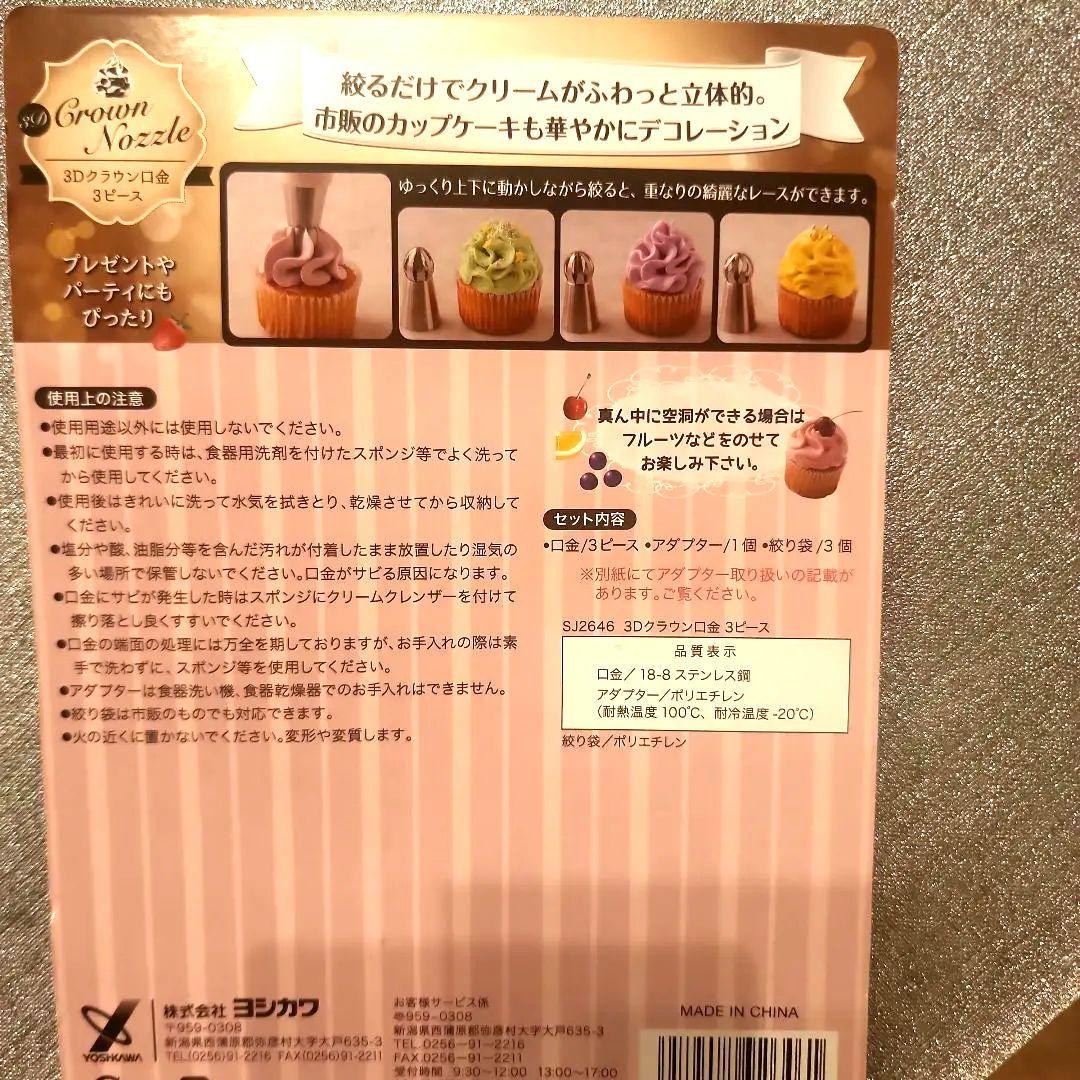 3D Crown
Nozzle
3Dクラウン口金
3ピース
絞るだけでクリームがふわっと立体的。
市販のカップケーキも華やかにデコレーション
プレゼントや
パーティにも
ぴったり
ゆっくり上下に動かしながら絞ると、重なりの綺麗なレースができます。
使用上の注意
●使用用途以外には使用しないでください。
●最初に使用する時は、食器用洗剤を付けたスポンジ等でよく洗って
から使用してください。
●使用後はきれいに洗って水気を拭きとり、乾燥させてから収納して
ください。
●塩分や酸、油脂分等を含んだ汚れが付着したまま放置したり湿気の
多い場所で保管しないでください。口金がサビる原因になります。
●口金にサビが発生した時はスポンジにクリームクレンザーを付けて
擦り落とし良くすすいでください。
●口金の端面の処理には万全を期しておりますが、お手入れの際は素
手で洗わずに、スポンジ等を使用してください。
●アダプターは食器洗い機、食器乾燥器でのお手入れはできません。
●絞り袋は市販のものでも対応できます。
●火の近くに置かないでください。変形や変質します。
真ん中に空洞ができる場合は
フルーツなどをのせて
お楽しみ下さい。
セット内容
•口金/3ピース •アダプター/1個 •絞り袋/3個
※別紙にてアダプター取り扱いの記載が
あります。ご覧ください。
SJ2646 3Dクラウン口金 3ピース
品質表示
口金／18-8 ステンレス鋼
アダプター／ポリエチレン
(耐熱温度100℃、耐冷温度-20℃)
絞り袋／ポリエチレン
YOSHIKAWA
株式会社 ヨシカワ
〒959-0308
新潟県西蒲原郡弥彦村大字大戸635-3
TEL(0256)91-2216 FAX(0256)91-2211
お客様サービス係
〒959-0308
新潟県西蒲原郡弥彦村大字大戸635-3
TEL.0256-91-2216
FAX.0256-91-2211
受付時間 9:30~12:00 13:00~17:00
MADE IN CHINA